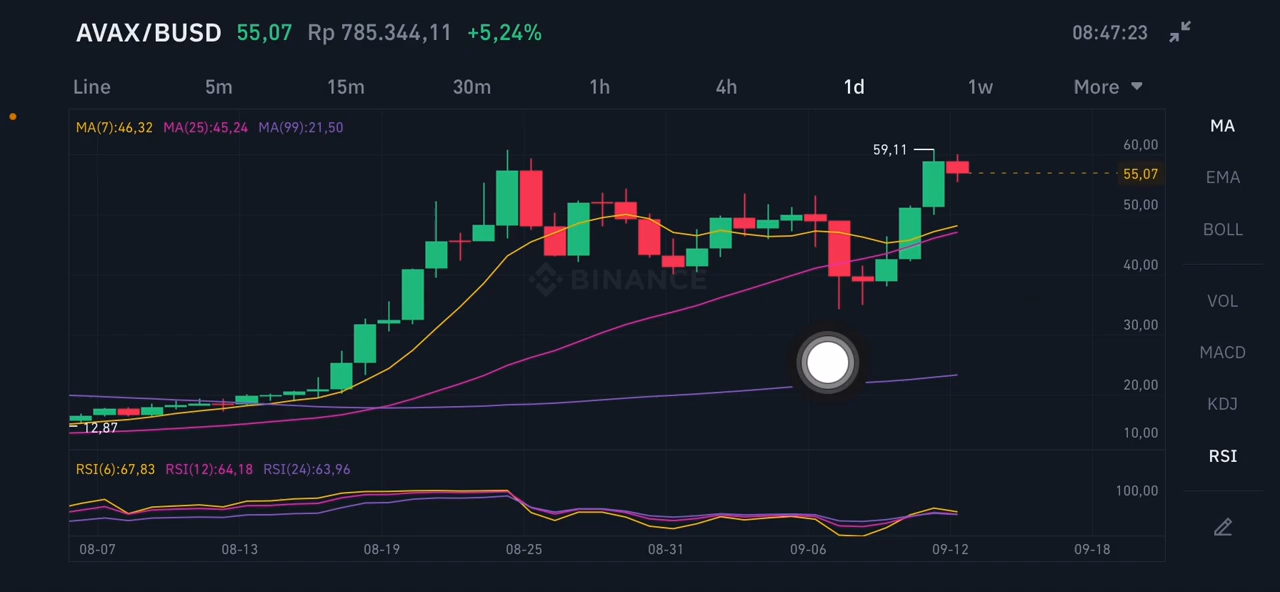 AVAX/BUSD 55,07 Rp 785.344,11 +5,24% 08:47:23
Line 5m 15m 30m 1h 4h 1d 1w More
MA(7):46,32 MA(25):45,24 MA(99):21,50
MA
59,11
60,00
55,07
EMA
50,00
BOLL
40,00
BINANCE
VOL
30,00
MACD
20,00
KDJ
12,87
10,00
RSI
RSI(6):67,83 RSI(12):64,18 RSI(24):63,96
100,00
08-07 08-13 08-19 08-25 08-31 09-06 09-12 09-18